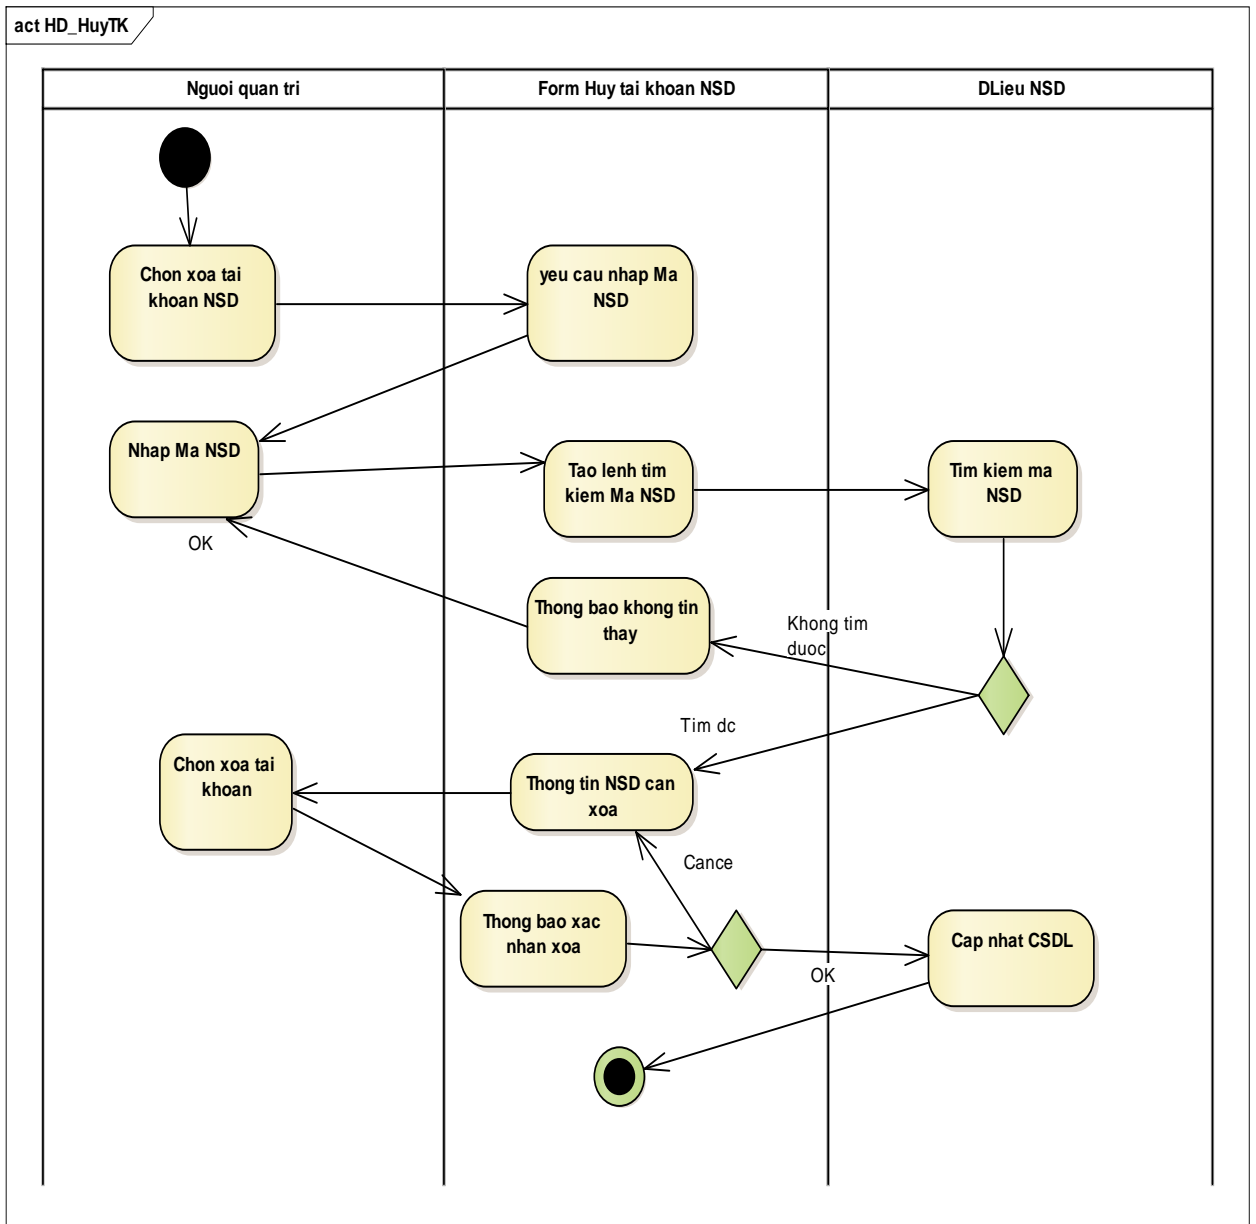 act HD_HuyTK
Nguoi quan tri
Form Huy tai khoan NSD
DLieu NSD
Chon xoa tai
khoan NSD
yeu cau nhap Ma
NSD
Nhap Ma NSD
Tao lenh tim
kiem Ma NSD
Tim kiem ma
NSD
OK
Thong bao khong tin
thay
Khong tim
duoc
Tim dc
Chon xoa tai
khoan
Thong tin NSD can
xoa
Cance
Thong bao xac
nhan xoa
OK
Cap nhat CSDL